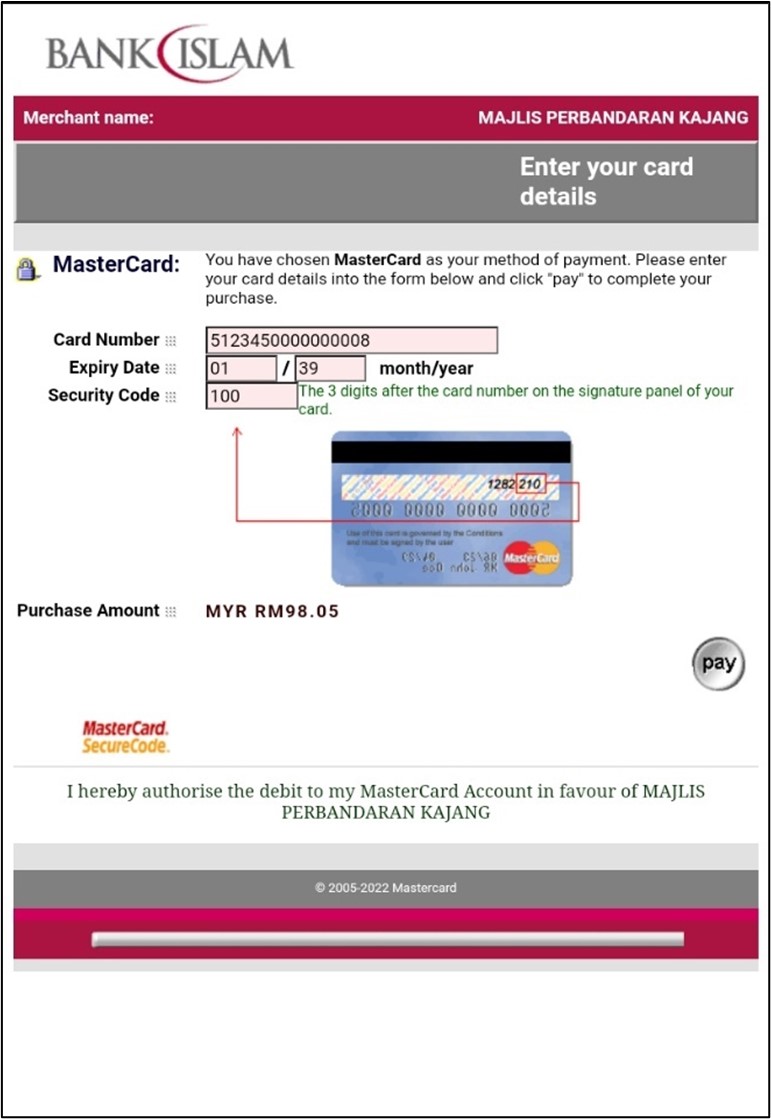 BANK ISLAM
Merchant name: MAJLIS PERBANDARAN KAJANG
Enter your card
details
MasterCard:
You have chosen MasterCard as your method of payment. Please enter
your card details into the form below and click "pay" to complete your
purchase.
Card Number 5123450000000008
Expiry Date 01 / 39 month/year
Security Code 100 The 3 digits after the card number on the signature panel of your
card.
1282 210
Use of this card is governed by the Conditions
and must be signed by the user
MasterCard
Purchase Amount MYR RM98.05
pay
MasterCard.
SecureCode.
I hereby authorise the debit to my MasterCard Account in favour of MAJLIS
PERBANDARAN KAJANG
© 2005-2022 Mastercard